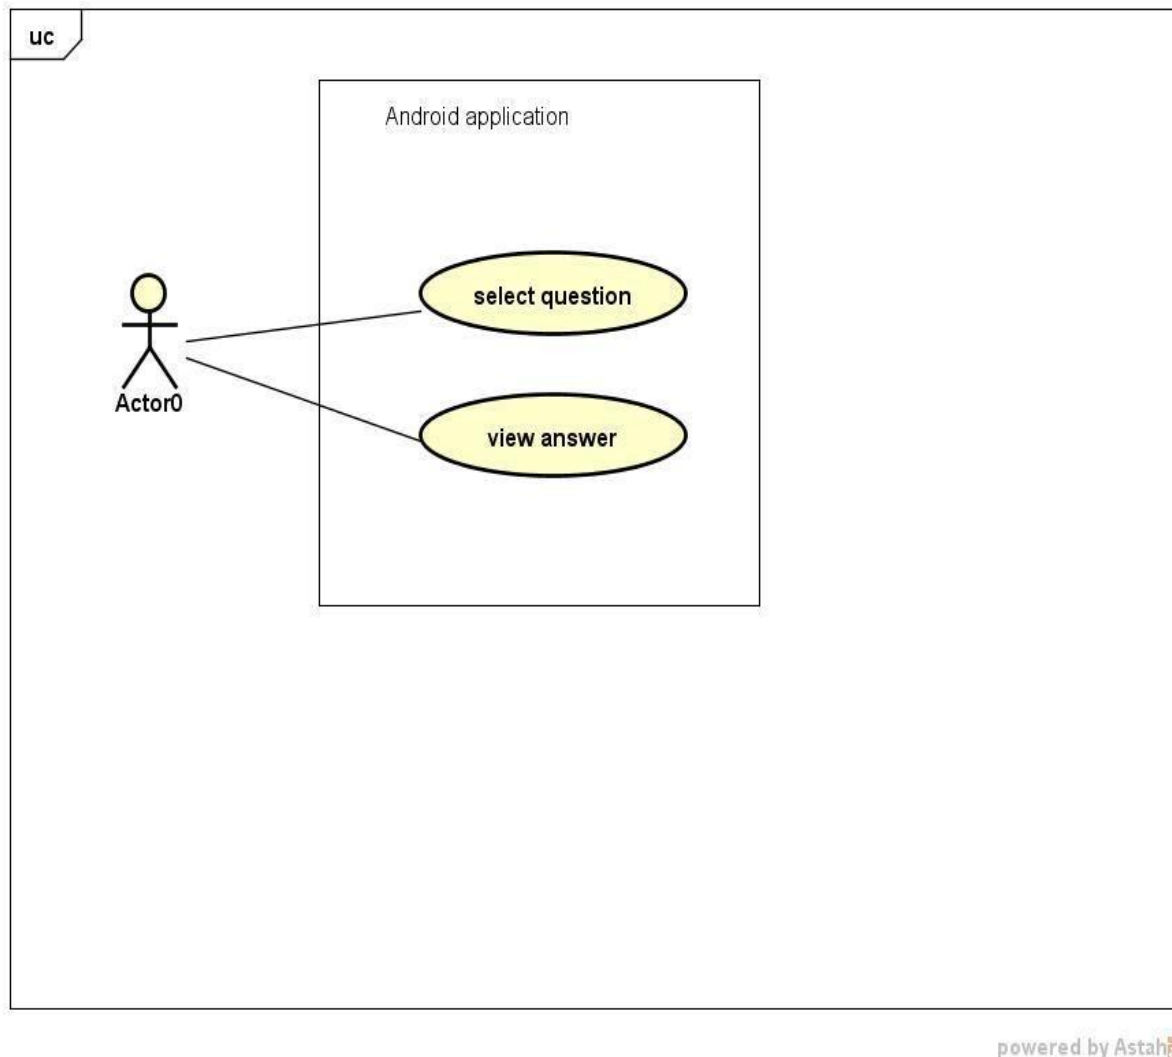 uc
Android application
select question
view answer
Actor0
powered by Astah